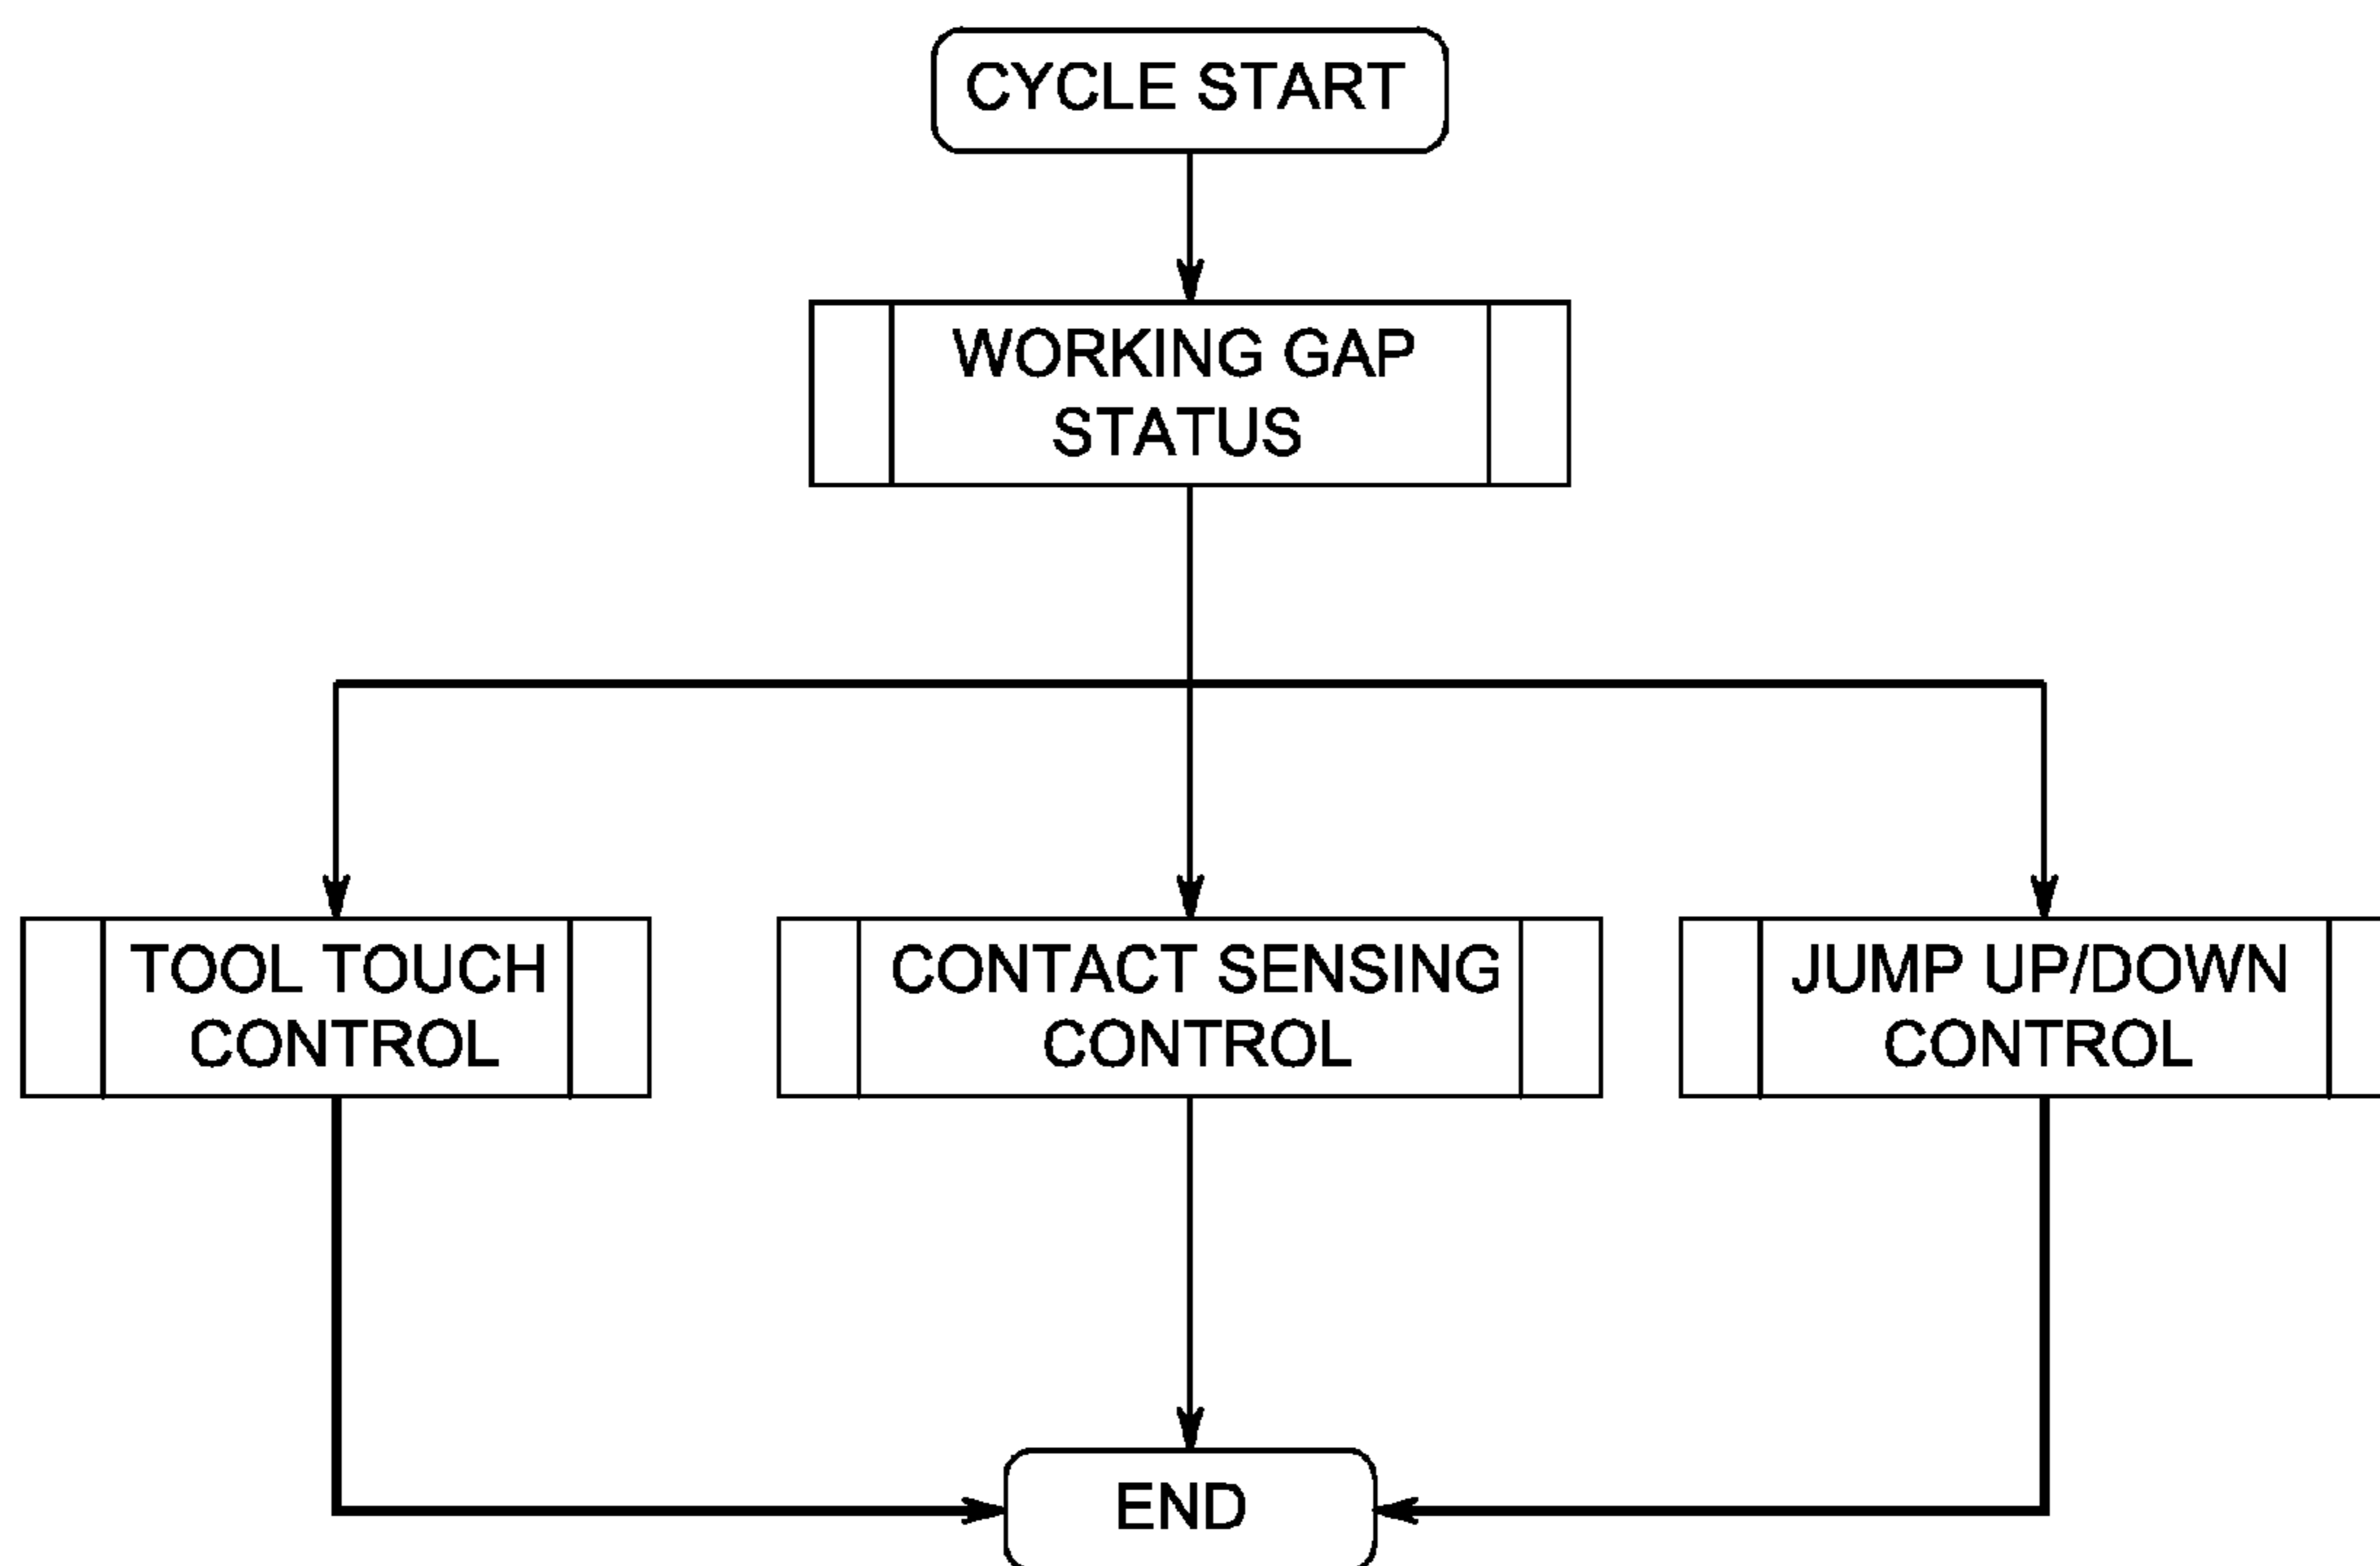 CYCLE START
WORKING GAP
STATUS
TOOL TOUCH
CONTROL
CONTACT SENSING
CONTROL
JUMP UP/DOWN
CONTROL
END